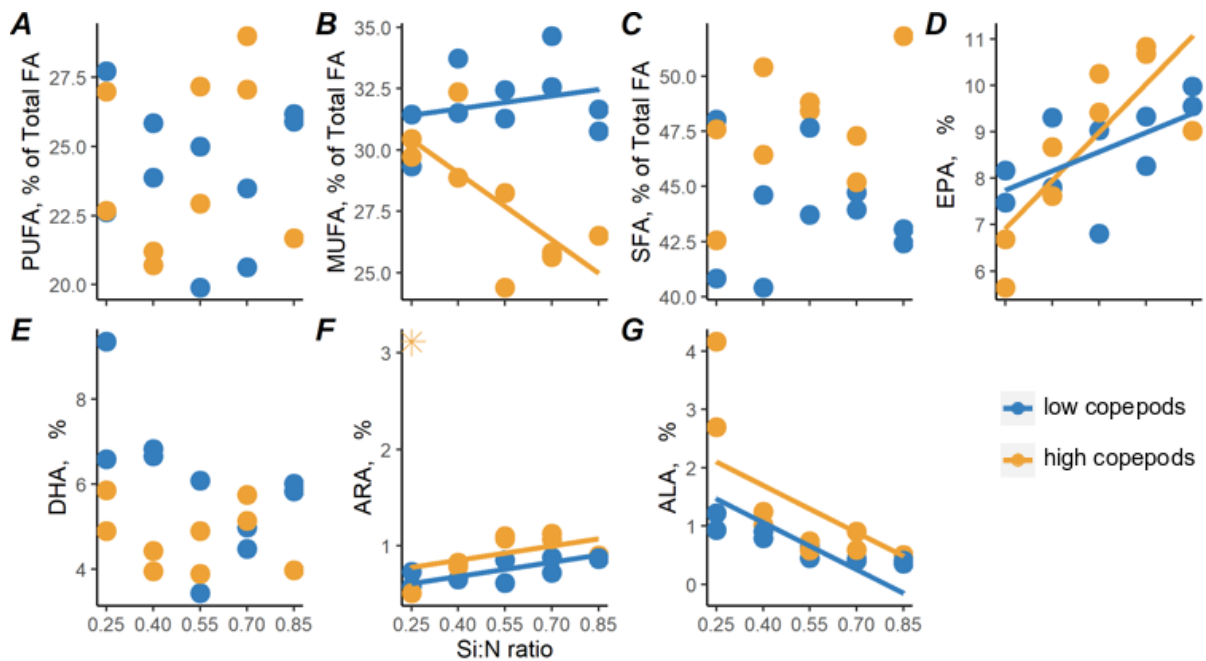 A
PUFA, % of Total FA
27.5
25.0
22.5
20.0
B
MUFA, % of Total FA
35.0
32.5
30.0
27.5
25.0
C
SFA, % of Total FA
50.0
47.5
45.0
42.5
40.0
D
EPA, %
11
10
9
8
7
6
E
DHA, %
8
6
4
0.25 0.40 0.55 0.70 0.85
F
ARA, %
3
2
1
0.25 0.40 0.55 0.70 0.85
Si:N ratio
G
ALA, %
4
3
2
1
0
0.25 0.40 0.55 0.70 0.85
low copepods
high copepods